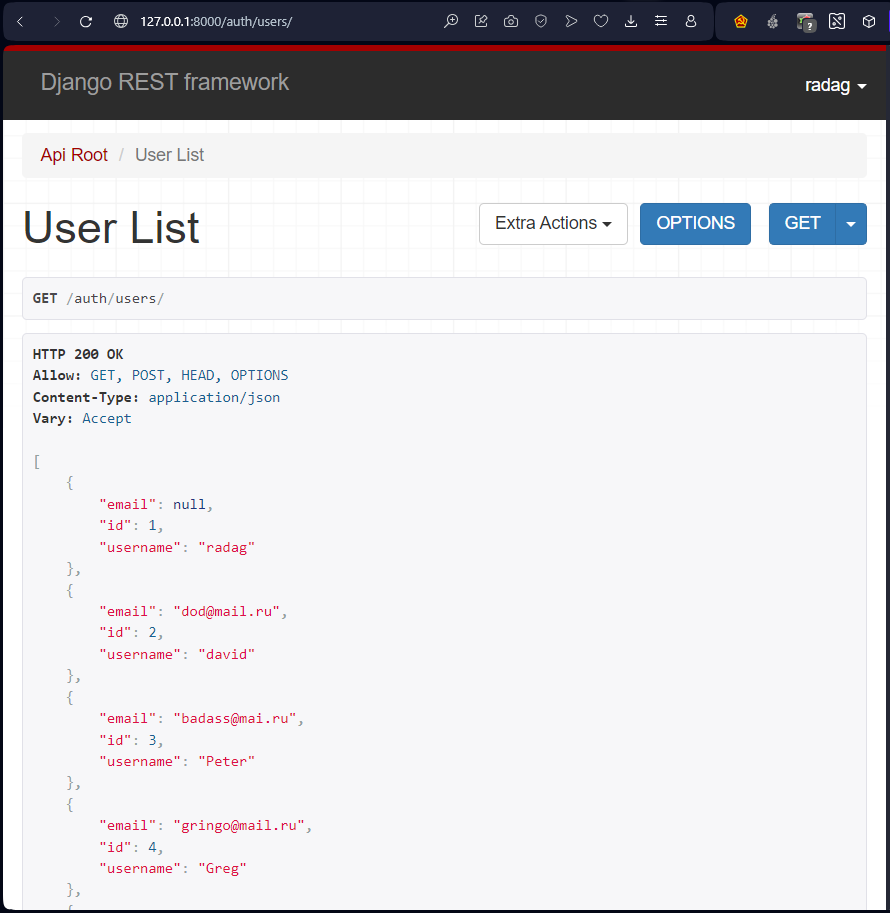 127.0.0.1:8000/auth/users/
Django REST framework
radag
Api Root / User List
User List
Extra Actions
OPTIONS
GET
GET /auth/users/
HTTP 200 OK
Allow: GET, POST, HEAD, OPTIONS
Content-Type: application/json
Vary: Accept
[
{
"email": null,
"id": 1,
"username": "radag"
},
{
"email": "dod@mail.ru",
"id": 2,
"username": "david"
},
{
"email": "badass@mai.ru",
"id": 3,
"username": "Peter"
},
{
"email": "gringo@mail.ru",
"id": 4,
"username": "Greg"
},
{